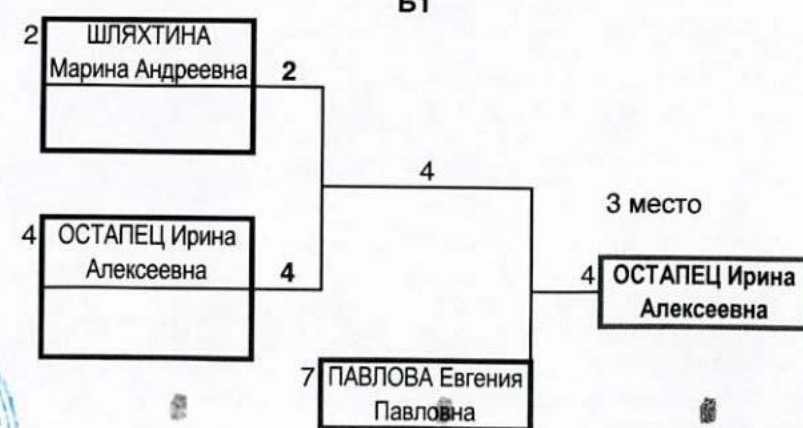 Б1
2
ШЛЯХТИНА
Марина Андреевна
2
4
3 место
4
ОСТАПЕЦ Ирина
Алексеевна
4
4
ОСТАПЕЦ Ирина
Алексеевна
7
ПАВЛОВА Евгения
Павловна